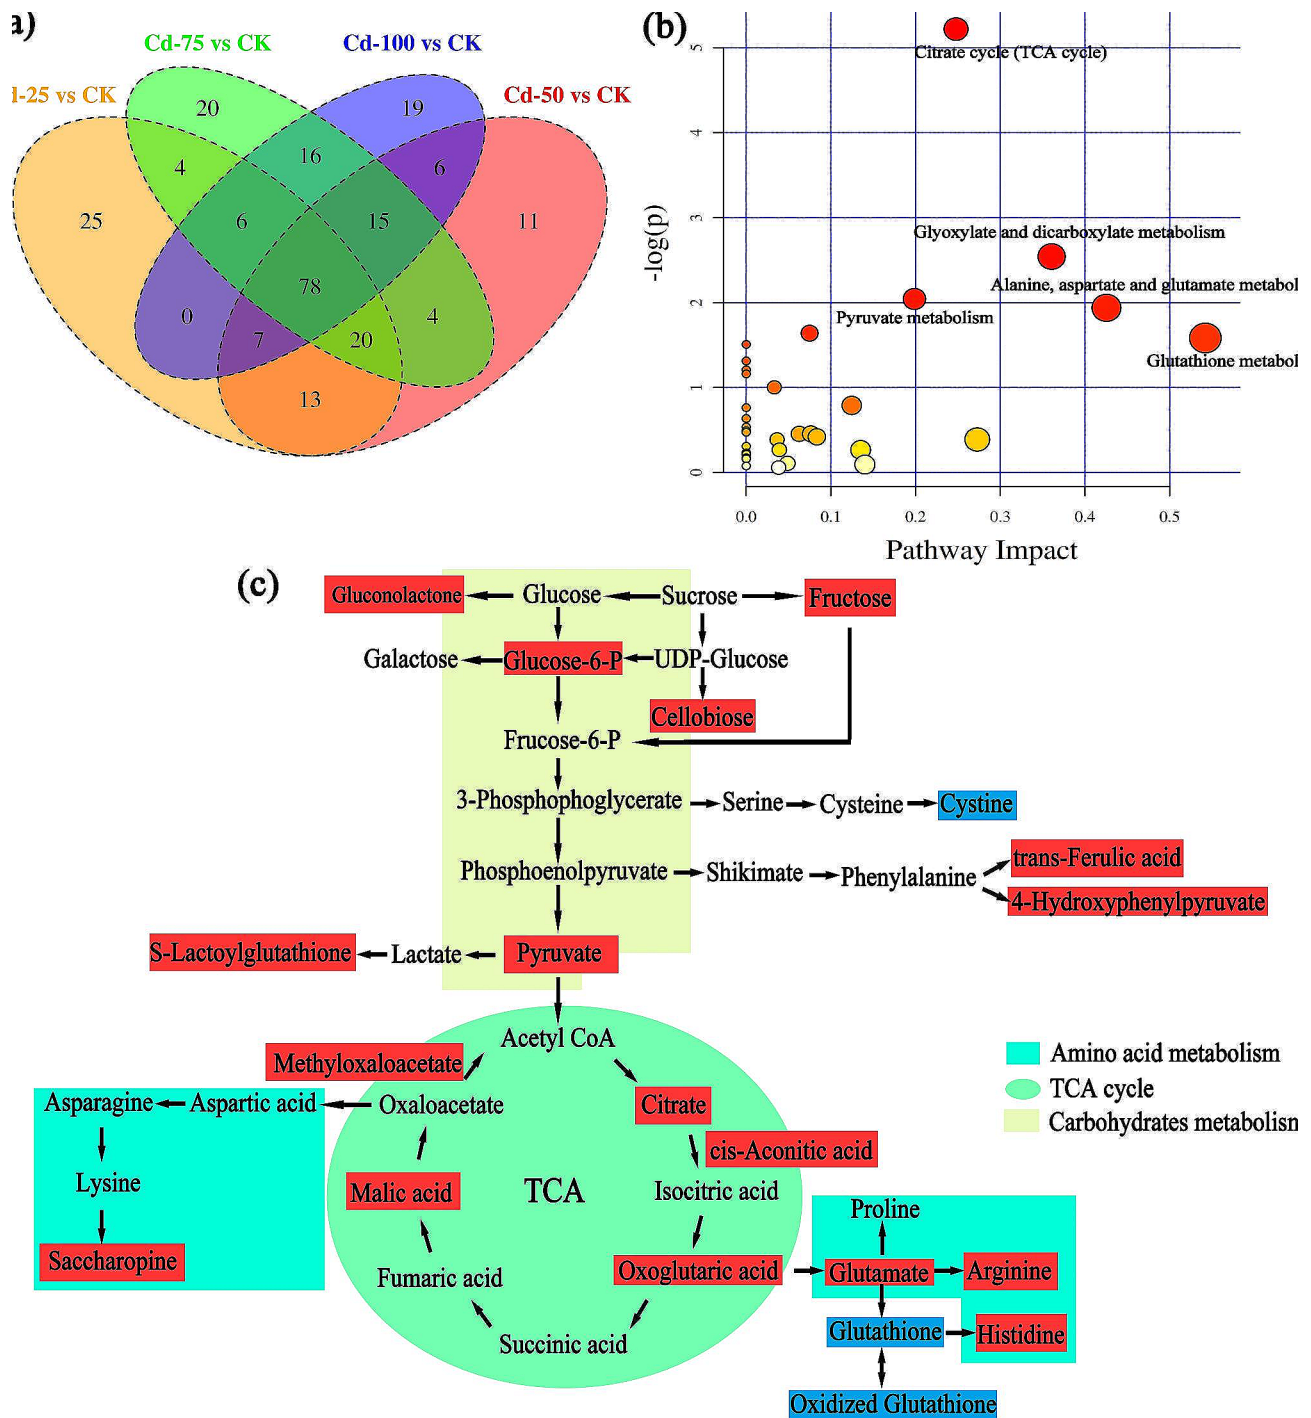 a)
Cd-75 vs CK
Cd-100 vs CK
d-25 vs CK
Cd-50 vs CK
20
19
4
16
6
25
6
15
11
78
0
7
20
4
13
(b)
Citrate cycle (TCA cycle)
Glyoxylate and dicarboxylate metabolism
Alanine, aspartate and glutamate metabol
Pyruvate metabolism
Glutathione metabol
-log(p)
5
4
3
2
1
0
0.0 0.1 0.2 0.3 0.4 0.5
Pathway Impact
(c)
Gluconolactone Glucose Sucrose Fructose
Galactose Glucose-6-P UDP-Glucose
Cellobiose
Frucose-6-P
3-Phosphophoglycerate Serine Cysteine Cystine
trans-Ferulic acid
Phosphoenolpyruvate Shikimate Phenylalanine
4-Hydroxyphenylpyruvate
S-Lactoylglutathione Lactate Pyruvate
Acetyl CoA
Methyloxaloacetate
Asparagine Aspartic acid Oxaloacetate Citrate
cis-Aconitic acid
Lysine Malic acid TCA Isocitric acid
Proline
Saccharopine
Fumaric acid Oxoglutaric acid Glutamate Arginine
Succinic acid Glutathione Histidine
Oxidized Glutathione
Amino acid metabolism
TCA cycle
Carbohydrates metabolism